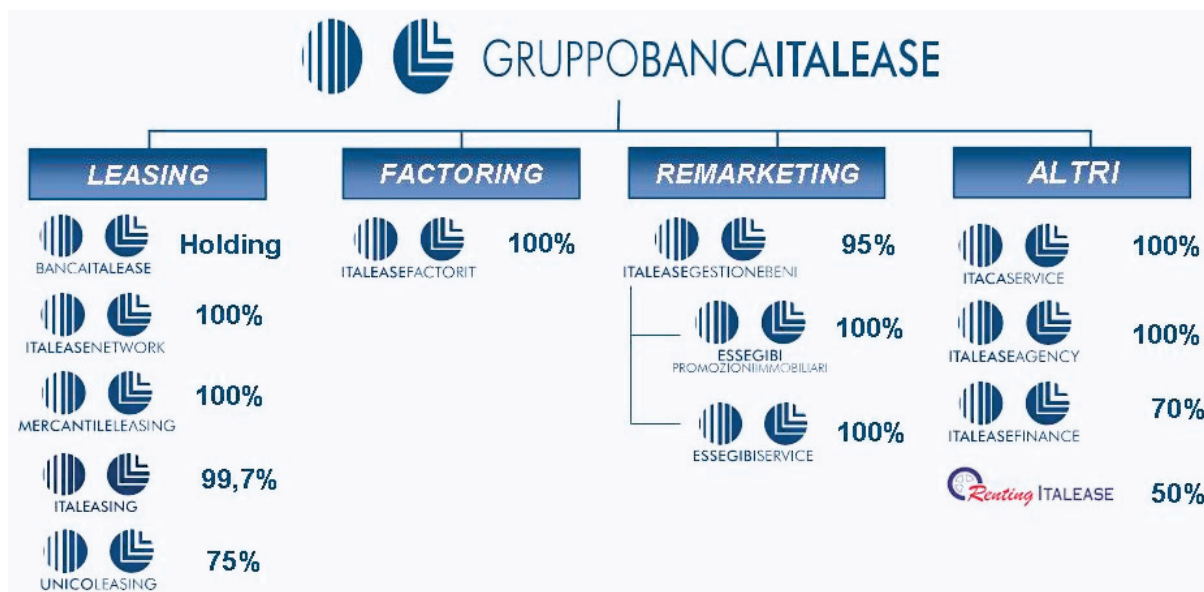 GRUPPOBANCAITALEASE
LEASING
BANCAITALEASE
Holding
ITALEASENETWORK
100%
MERCANTILELEASING
100%
ITALEASING
99,7%
UNICOLEASING
75%
FACTORING
ITALEASEFACTORIT
100%
REMARKETING
ITALEASEGESTIONEBENI
95%
ESSEGIBI
PROMOZIONIIMMOBILIARI
100%
ESSEGIBISERVICE
100%
ALTRI
ITACASERVICE
100%
ITALEASEAGENCY
100%
ITALEASEFINANCE
70%
Renting ITALEASE
50%